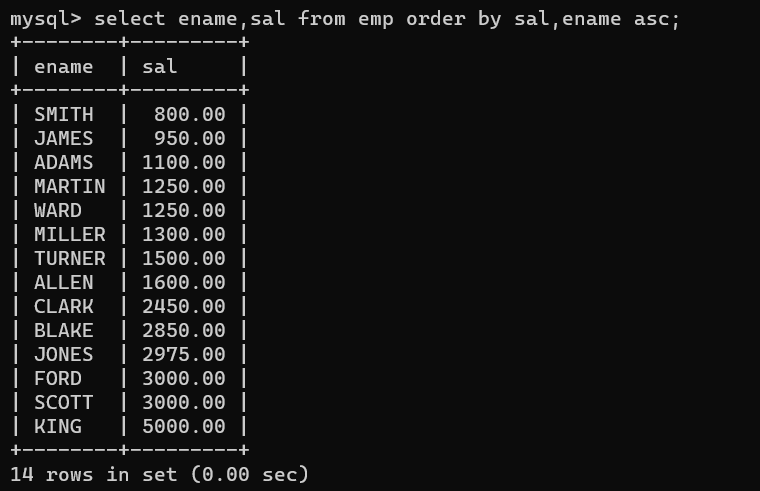 mysql> select ename,sal from emp order by sal,ename asc;
+--------+---------+
| ename  | sal     |
+--------+---------+
| SMITH  |  800.00 |
| JAMES  |  950.00 |
| ADAMS  | 1100.00 |
| MARTIN | 1250.00 |
| WARD   | 1250.00 |
| MILLER | 1300.00 |
| TURNER | 1500.00 |
| ALLEN  | 1600.00 |
| CLARK  | 2450.00 |
| BLAKE  | 2850.00 |
| JONES  | 2975.00 |
| FORD   | 3000.00 |
| SCOTT  | 3000.00 |
| KING   | 5000.00 |
+--------+---------+
14 rows in set (0.00 sec)